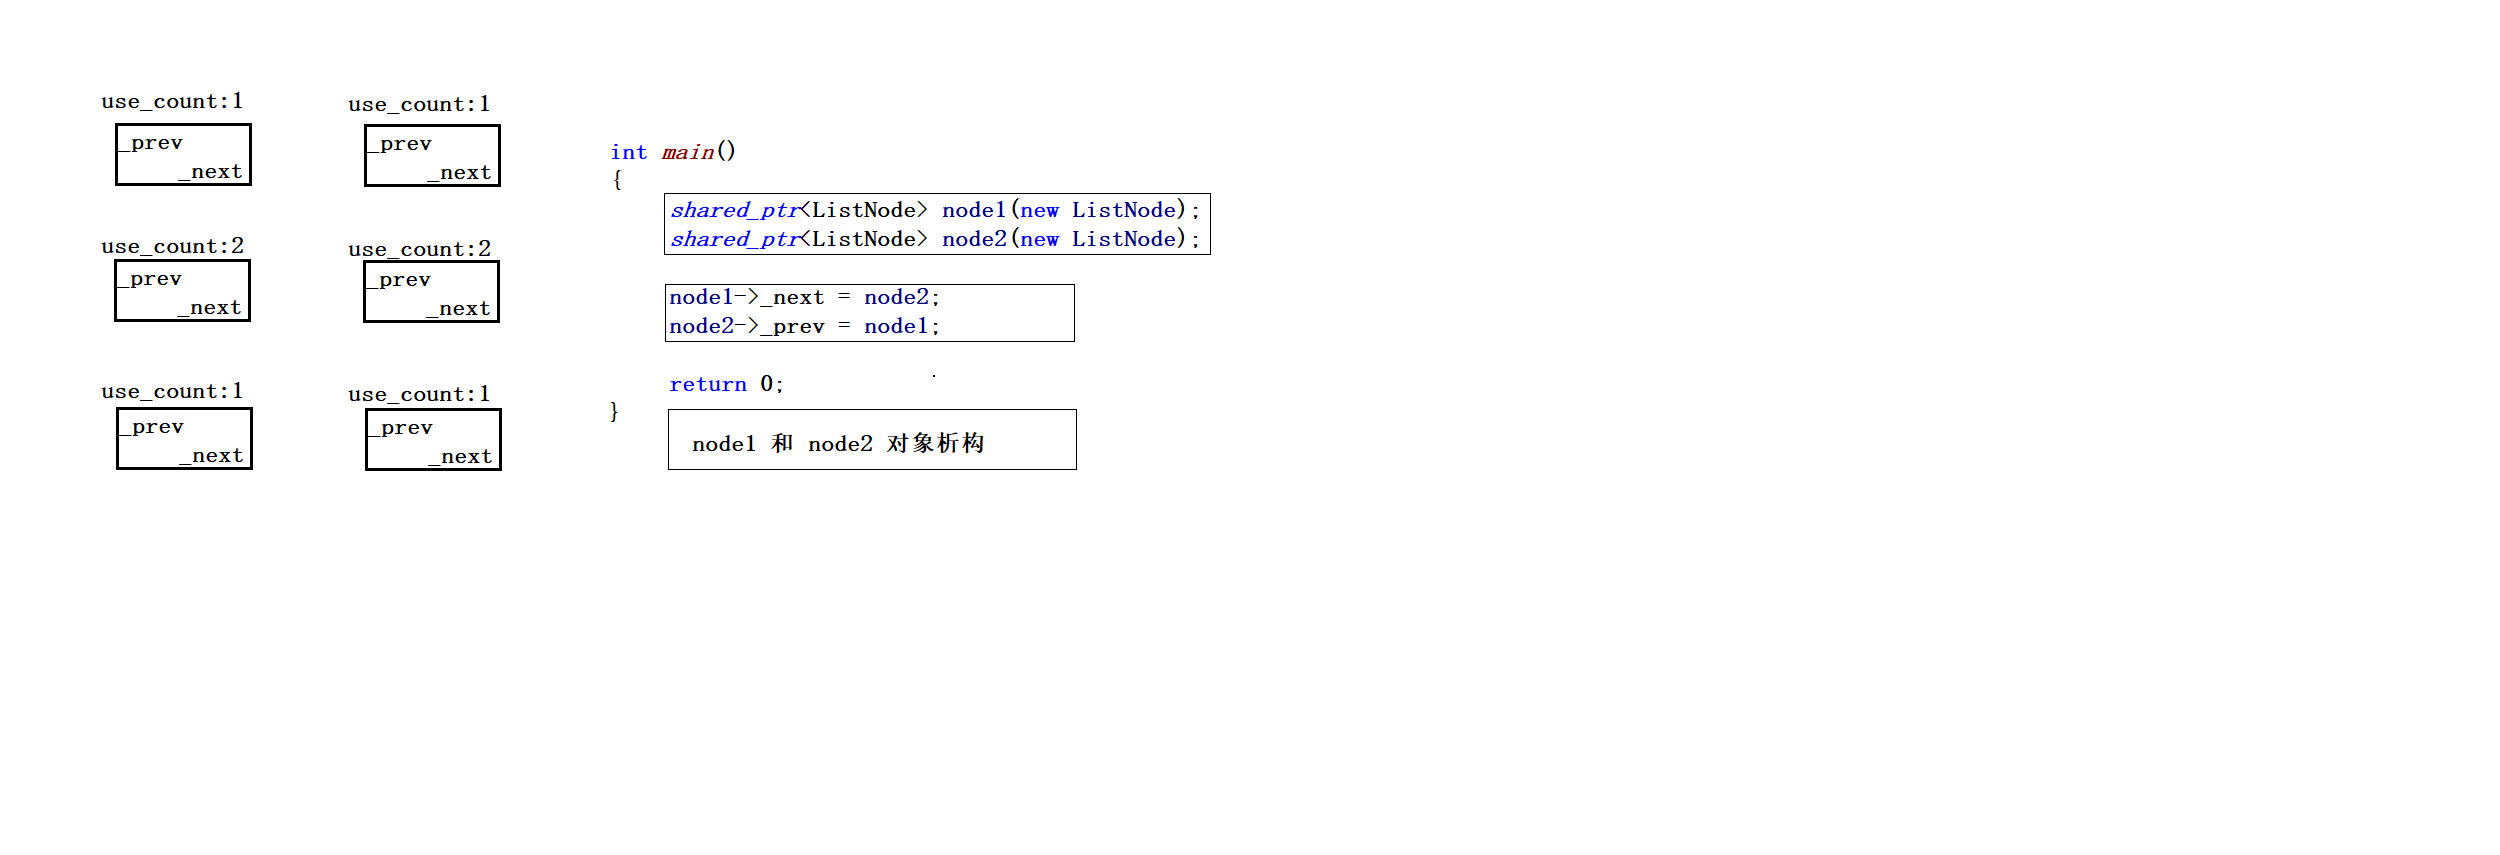 use_count:1
use_count:1
_prev
_next
_prev
_next
use_count:2
use_count:2
_prev
_next
_prev
_next
use_count:1
use_count:1
_prev
_next
_prev
_next
int main()
{
shared_ptr<ListNode> node1(new ListNode);
shared_ptr<ListNode> node2(new ListNode);
node1->_next = node2;
node2->_prev = node1;
return 0;
}
node1 和 node2 对象析构